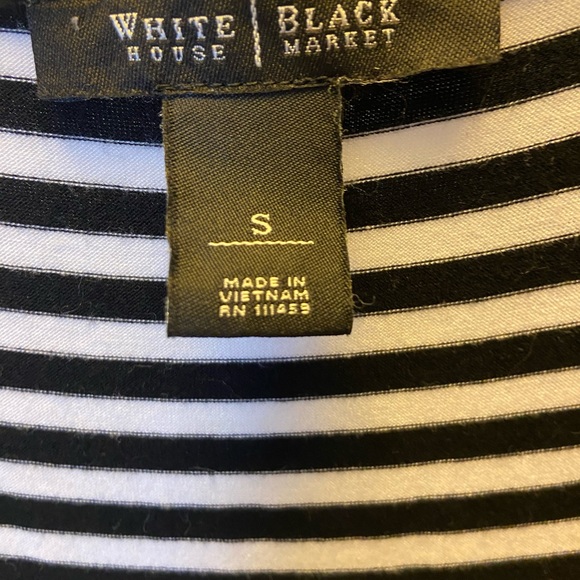 WHITE BLACK
HOUSE MARKET
S
MADE IN
VIETNAM
RN 111459